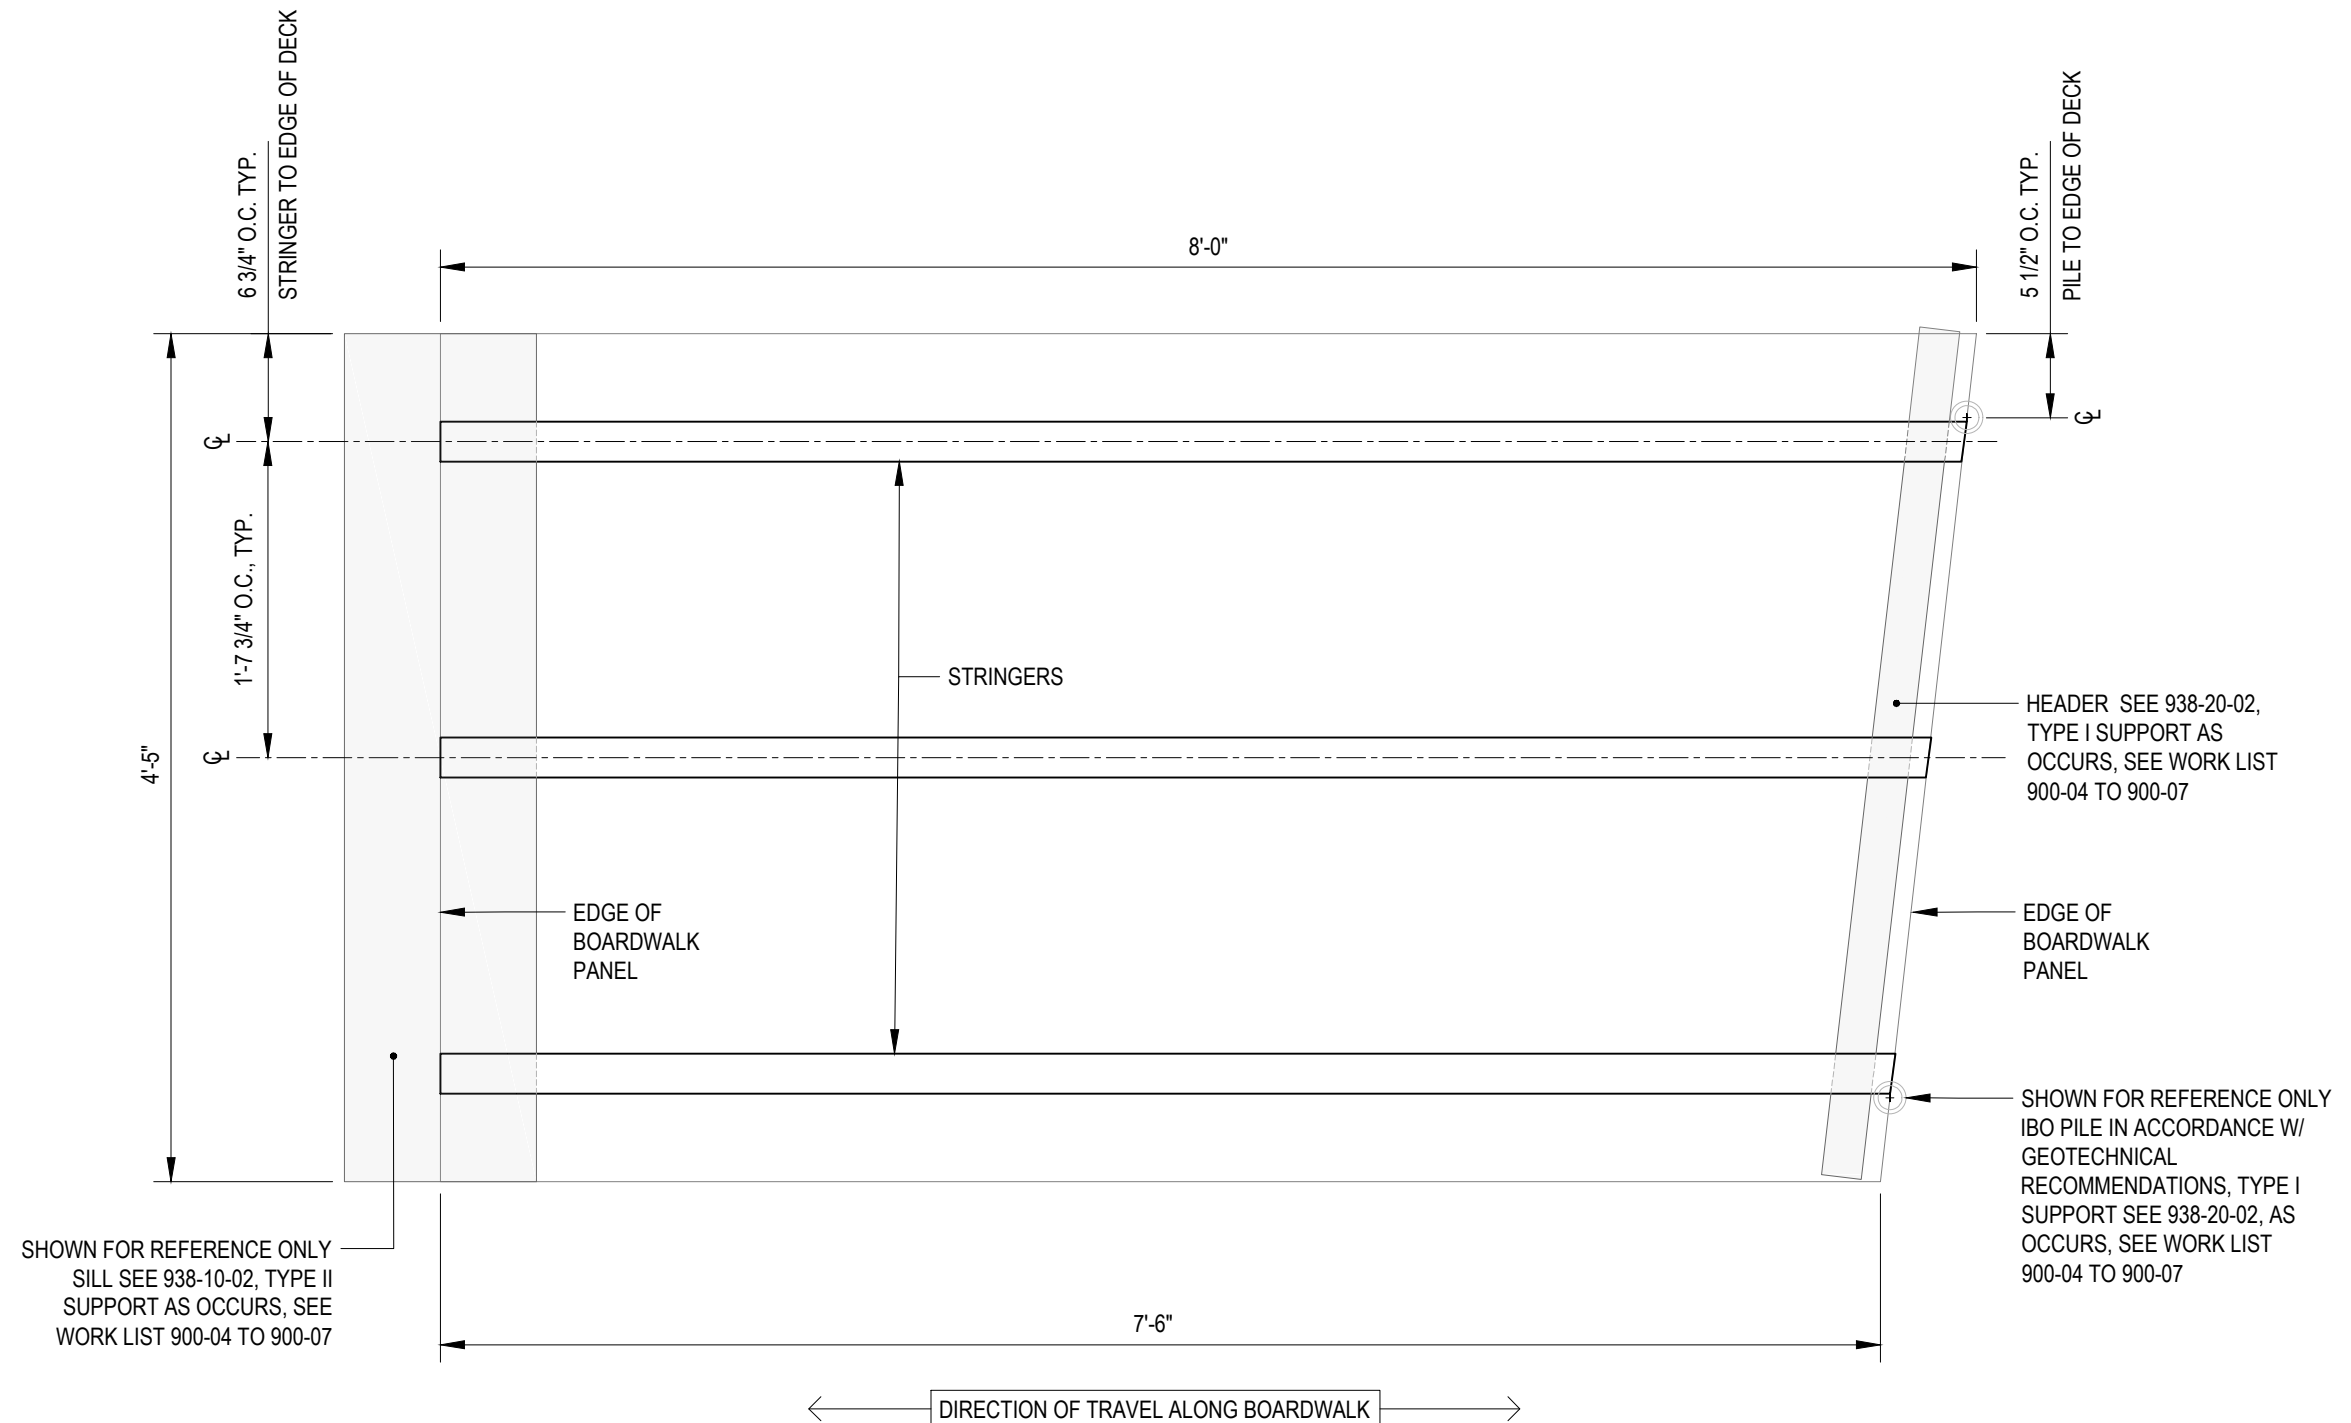 6 3/4" O.C. TYP.
STRINGER TO EDGE OF DECK
5 1/2" O.C. TYP.
PILE TO EDGE OF DECK
8'-0"
℄
℄
1'-7 3/4" O.C., TYP.
STRINGERS
HEADER  SEE 938-20-02,
TYPE I SUPPORT AS
OCCURS, SEE WORK LIST
900-04 TO 900-07
4'-5"
℄
EDGE OF
BOARDWALK
PANEL
EDGE OF
BOARDWALK
PANEL
SHOWN FOR REFERENCE ONLY
IBO PILE IN ACCORDANCE W/
GEOTECHNICAL
RECOMMENDATIONS, TYPE I
SUPPORT SEE 938-20-02, AS
OCCURS, SEE WORK LIST
900-04 TO 900-07
SHOWN FOR REFERENCE ONLY
SILL SEE 938-10-02, TYPE II
SUPPORT AS OCCURS, SEE
WORK LIST 900-04 TO 900-07
7'-6"
DIRECTION OF TRAVEL ALONG BOARDWALK